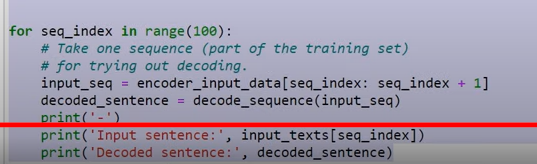 for seq_index in range(100):
# Take one sequence (part of the training set)
# for trying out decoding.
input_seq = encoder_input_data[seq_index: seq_index + 1]
decoded_sentence = decode_sequence(input_seq)
print('-')
print('Input sentence:', input_texts[seq_index])
print('Decoded sentence:', decoded_sentence)